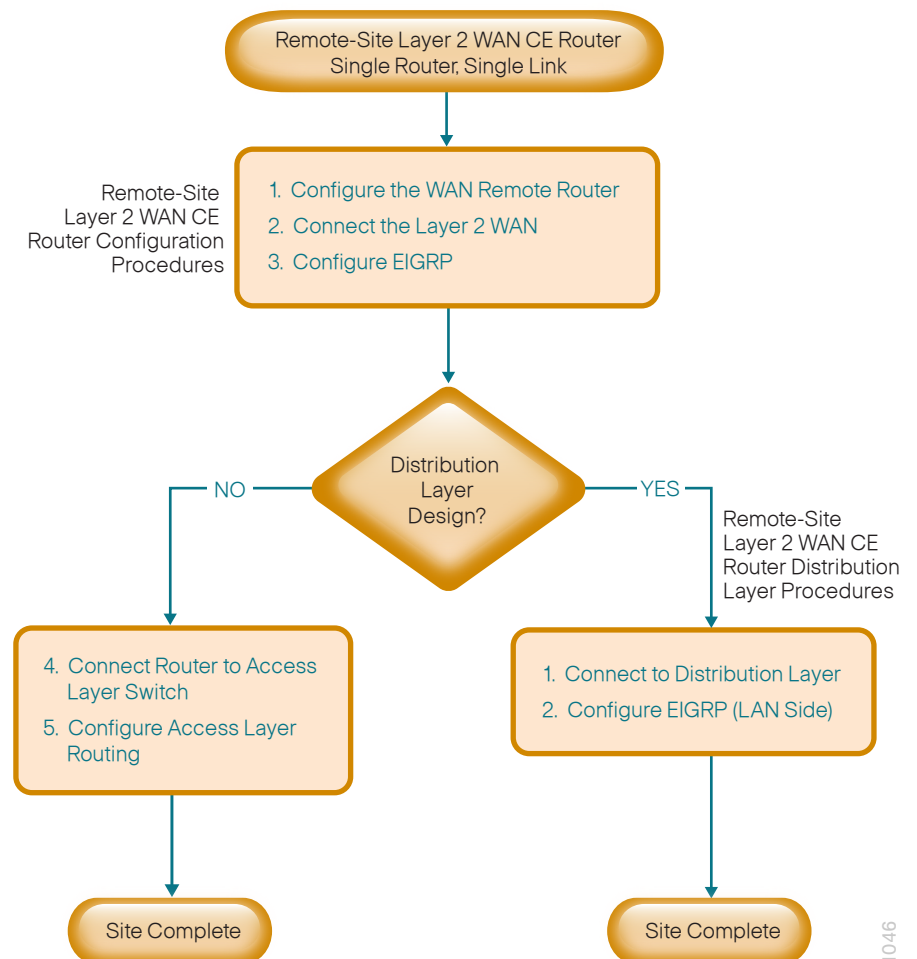 Remote-Site Layer 2 WAN CE Router
Single Router, Single Link
Remote-Site
Layer 2 WAN CE
Router Configuration
Procedures
1. Configure the WAN Remote Router
2. Connect the Layer 2 WAN
3. Configure EIGRP
Distribution
Layer
Design?
NO
YES
Remote-Site
Layer 2 WAN CE
Router Distribution
Layer Procedures
4. Connect Router to Access
Layer Switch
5. Configure Access Layer
Routing
1. Connect to Distribution Layer
2. Configure EIGRP (LAN Side)
Site Complete
Site Complete
1046